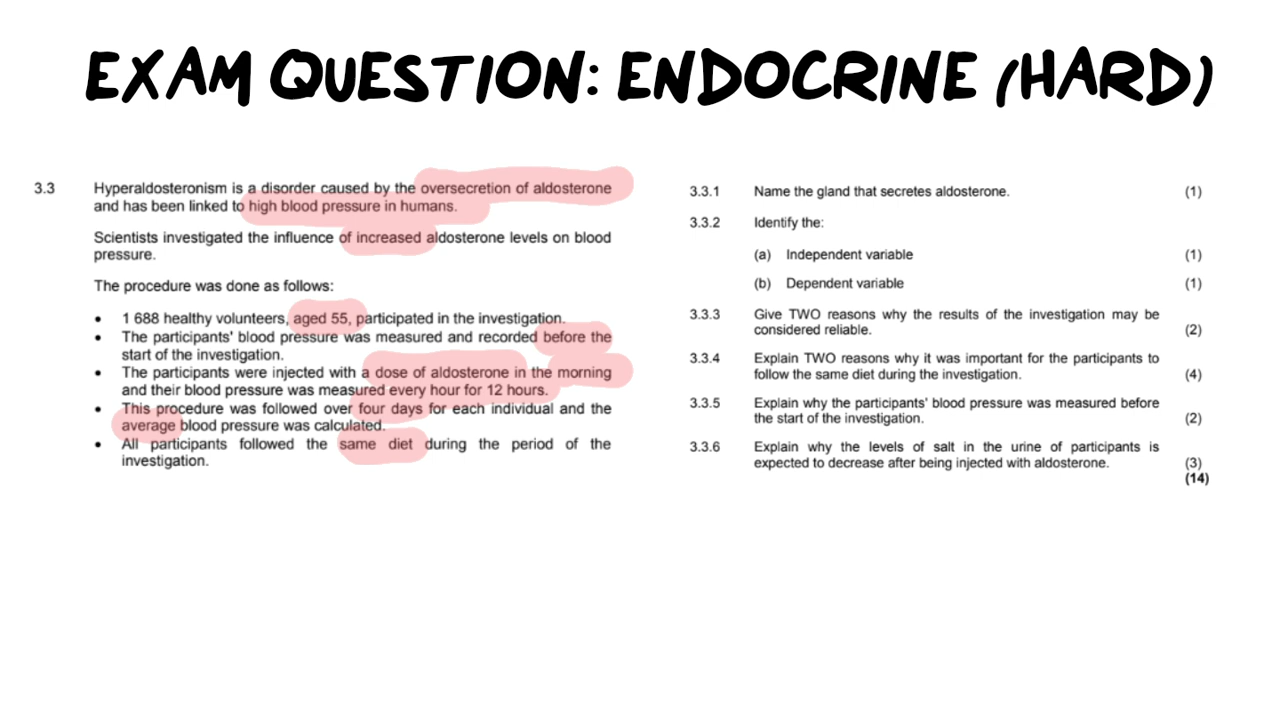 EXAM QUESTION: ENDOCRINE (HARD)
3.3 Hyperaldosteronism is a disorder caused by the oversecretion of aldosterone
and has been linked to high blood pressure in humans.
Scientists investigated the influence of increased aldosterone levels on blood
pressure.
The procedure was done as follows:
• 1 688 healthy volunteers, aged 55, participated in the investigation.
• The participants' blood pressure was measured and recorded before the
start of the investigation.
• The participants were injected with a dose of aldosterone in the morning
and their blood pressure was measured every hour for 12 hours.
• This procedure was followed over four days for each individual and the
average blood pressure was calculated.
• All participants followed the same diet during the period of the
investigation.
3.3.1 Name the gland that secretes aldosterone. (1)
3.3.2 Identify the:
(a) Independent variable (1)
(b) Dependent variable (1)
3.3.3 Give TWO reasons why the results of the investigation may be
considered reliable. (2)
3.3.4 Explain TWO reasons why it was important for the participants to
follow the same diet during the investigation. (4)
3.3.5 Explain why the participants' blood pressure was measured before
the start of the investigation. (2)
3.3.6 Explain why the levels of salt in the urine of participants is
expected to decrease after being injected with aldosterone. (3)
(14)